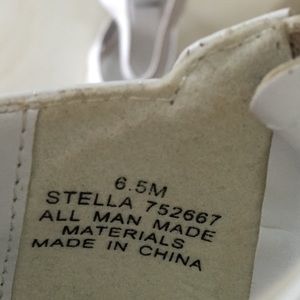 6.5M
STELLA 752667
ALL MAN MADE
MATERIALS
MADE IN CHINA